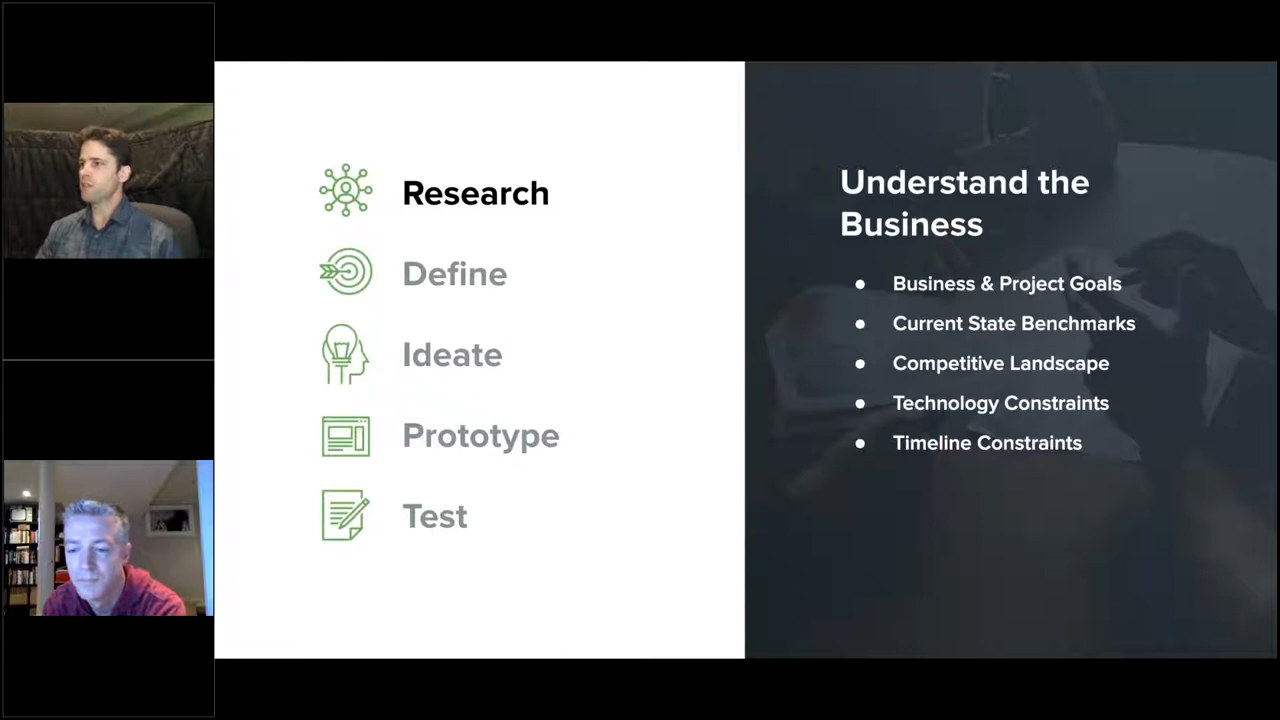 Research
Define
Ideate
Prototype
Test
Understand the
Business
● Business & Project Goals
● Current State Benchmarks
● Competitive Landscape
● Technology Constraints
● Timeline Constraints